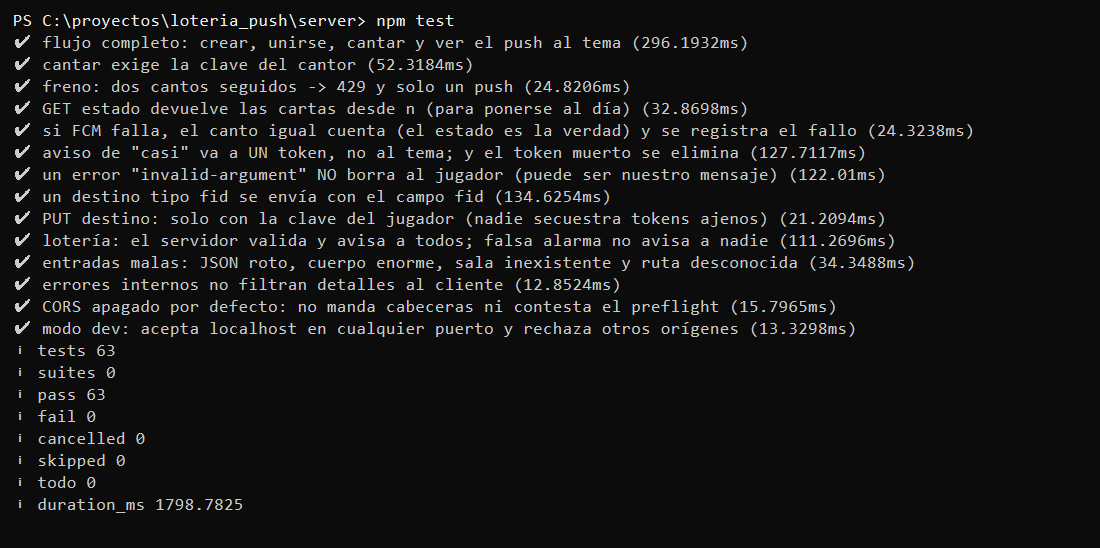 PS C:\proyectos\loteria_push\server> npm test
✔ flujo completo: crear, unirse, cantar y ver el push al tema (296.1932ms)
✔ cantar exige la clave del cantor (52.3184ms)
✔ freno: dos cantos seguidos -> 429 y solo un push (24.8206ms)
✔ GET estado devuelve las cartas desde n (para ponerse al día) (32.8698ms)
✔ si FCM falla, el canto igual cuenta (el estado es la verdad) y se registra el fallo (24.3238ms)
✔ aviso de "casi" va a UN token, no al tema; y el token muerto se elimina (127.7117ms)
✔ un error "invalid-argument" NO borra al jugador (puede ser nuestro mensaje) (122.01ms)
✔ un destino tipo fid se envía con el campo fid (134.6254ms)
✔ PUT destino: solo con la clave del jugador (nadie secuestra tokens ajenos) (21.2094ms)
✔ lotería: el servidor valida y avisa a todos; falsa alarma no avisa a nadie (111.2696ms)
✔ entradas malas: JSON roto, cuerpo enorme, sala inexistente y ruta desconocida (34.3488ms)
✔ errores internos no filtran detalles al cliente (12.8524ms)
✔ CORS apagado por defecto: no manda cabeceras ni contesta el preflight (15.7965ms)
✔ modo dev: acepta localhost en cualquier puerto y rechaza otros orígenes (13.3298ms)
ℹ tests 63
ℹ suites 0
ℹ pass 63
ℹ fail 0
ℹ cancelled 0
ℹ skipped 0
ℹ todo 0
ℹ duration_ms 1798.7825